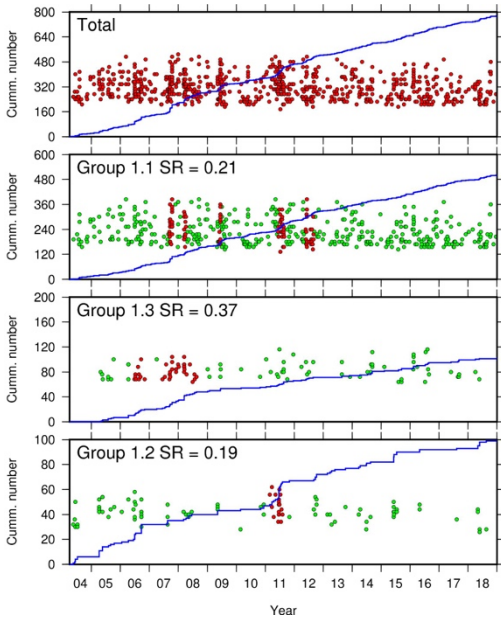 Total
Cumm. number
800
640
480
320
160
0
Group 1.1 SR = 0.21
Cumm. number
600
480
360
240
120
0
Group 1.3 SR = 0.37
Cumm. number
200
160
120
80
40
0
Group 1.2 SR = 0.19
Cumm. number
100
80
60
40
20
0
04 05 06 07 08 09 10 11 12 13 14 15 16 17 18
Year